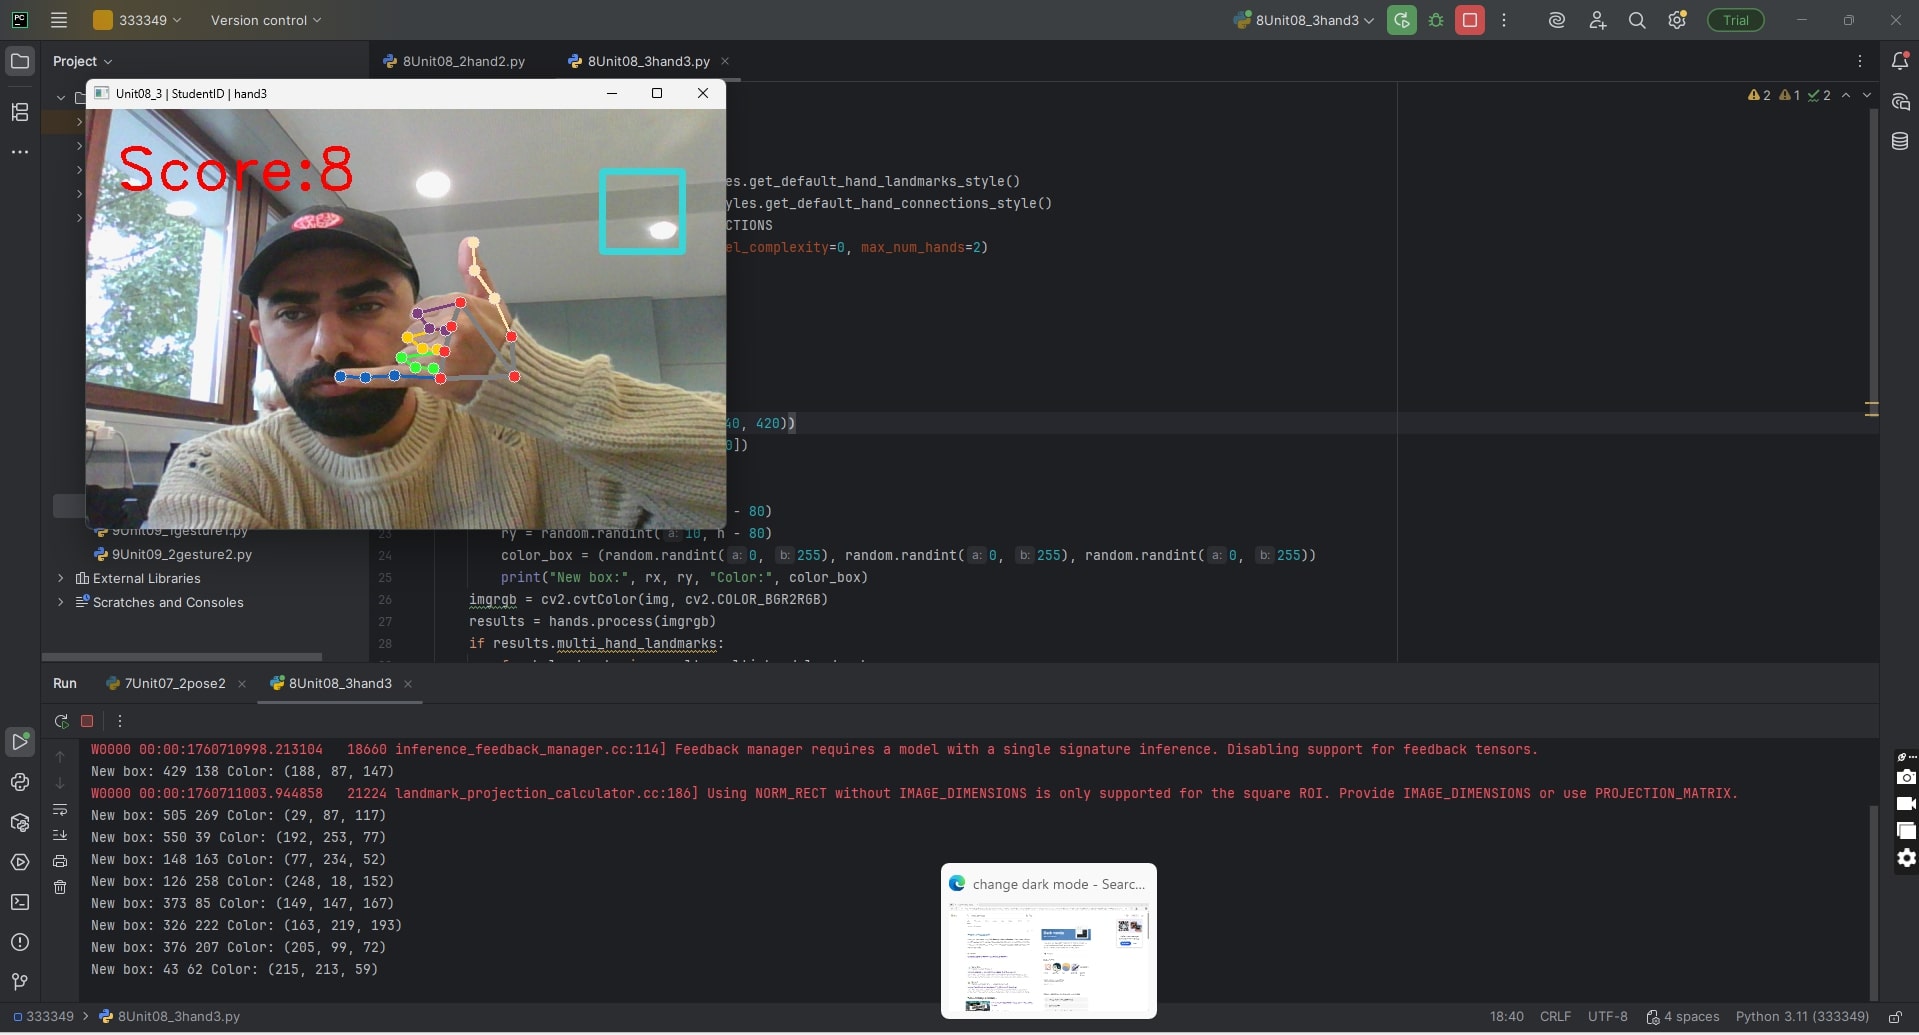 PC
333349
Version control
8Unit08_3hand3
Trial
Project
8Unit08_2hand2.py
8Unit08_3hand3.py
Unit08_3 | StudentID | hand3
2 1 2
Score:8
es.get_default_hand_landmarks_style()
yles.get_default_hand_connections_style()
CTIONS
el_complexity=0, max_num_hands=2)
40, 420))
0])
- 80)
23 ry = random.randint( a: 10, h - 80)
24 color_box = (random.randint( a: 0, b: 255), random.randint( a: 0, b: 255), random.randint( a: 0, b: 255))
25 print("New box:", rx, ry, "Color:", color_box)
26 imgrgb = cv2.cvtColor(img, cv2.COLOR_BGR2RGB)
27 results = hands.process(imgrgb)
28 if results.multi_hand_landmarks:
9Unit09_1gesture1.py
9Unit09_2gesture2.py
External Libraries
Scratches and Consoles
Run
7Unit07_2pose2
8Unit08_3hand3
W0000 00:00:1760710998.213104   18660 inference_feedback_manager.cc:114] Feedback manager requires a model with a single signature inference. Disabling support for feedback tensors.
New box: 429 138 Color: (188, 87, 147)
W0000 00:00:1760711003.944858   21224 landmark_projection_calculator.cc:186] Using NORM_RECT without IMAGE_DIMENSIONS is only supported for the square ROI. Provide IMAGE_DIMENSIONS or use PROJECTION_MATRIX.
New box: 505 269 Color: (29, 87, 117)
New box: 550 39 Color: (192, 253, 77)
New box: 148 163 Color: (77, 234, 52)
New box: 126 258 Color: (248, 18, 152)
New box: 373 85 Color: (149, 147, 167)
New box: 326 222 Color: (163, 219, 193)
New box: 376 207 Color: (205, 99, 72)
New box: 43 62 Color: (215, 213, 59)
change dark mode - Searc...
333349
8Unit08_3hand3.py
18:40
CRLF
UTF-8
4 spaces
Python 3.11 (333349)